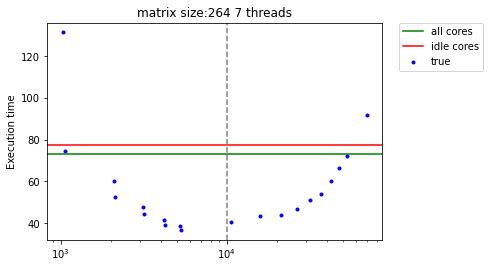 matrix size:264 7 threads
all cores
idle cores
true
Execution time
120
100
80
60
40
10³
10⁴